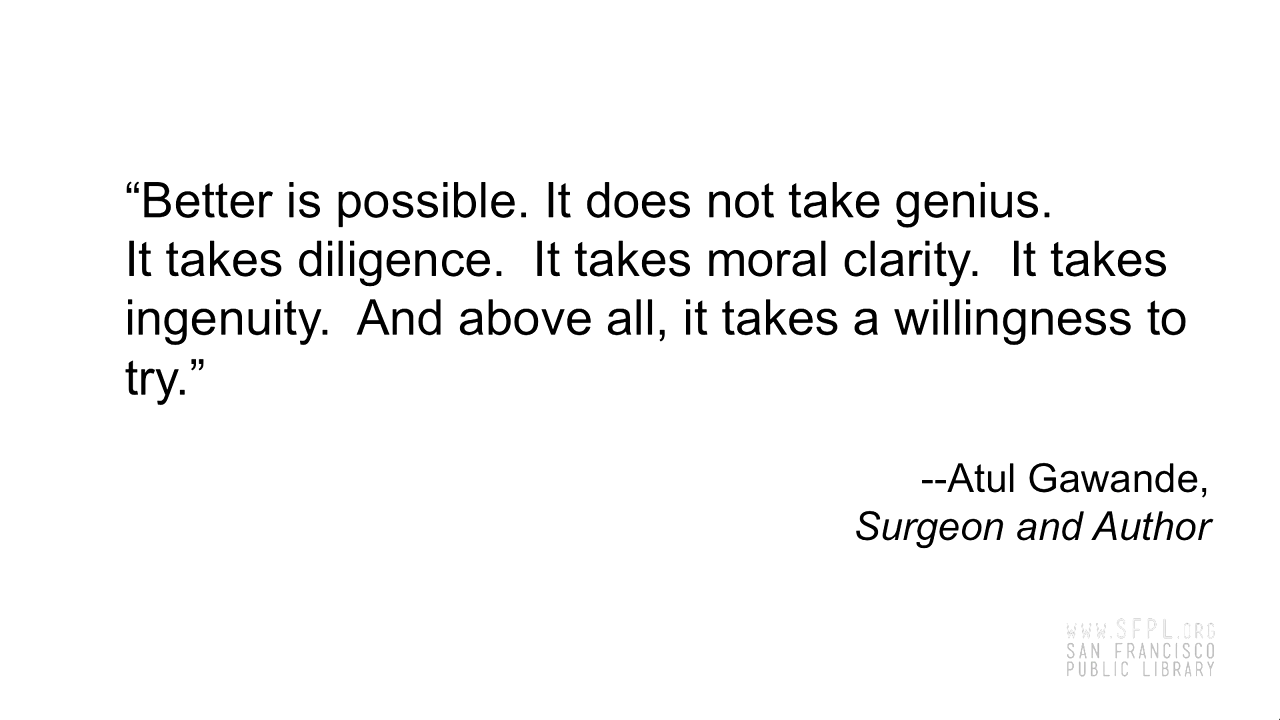 “Better is possible. It does not take genius.
It takes diligence.  It takes moral clarity.  It takes
ingenuity.  And above all, it takes a willingness to
try.”
--Atul Gawande,
Surgeon and Author
WWW.SFPL.ORG
SAN FRANCISCO
PUBLIC LIBRARY